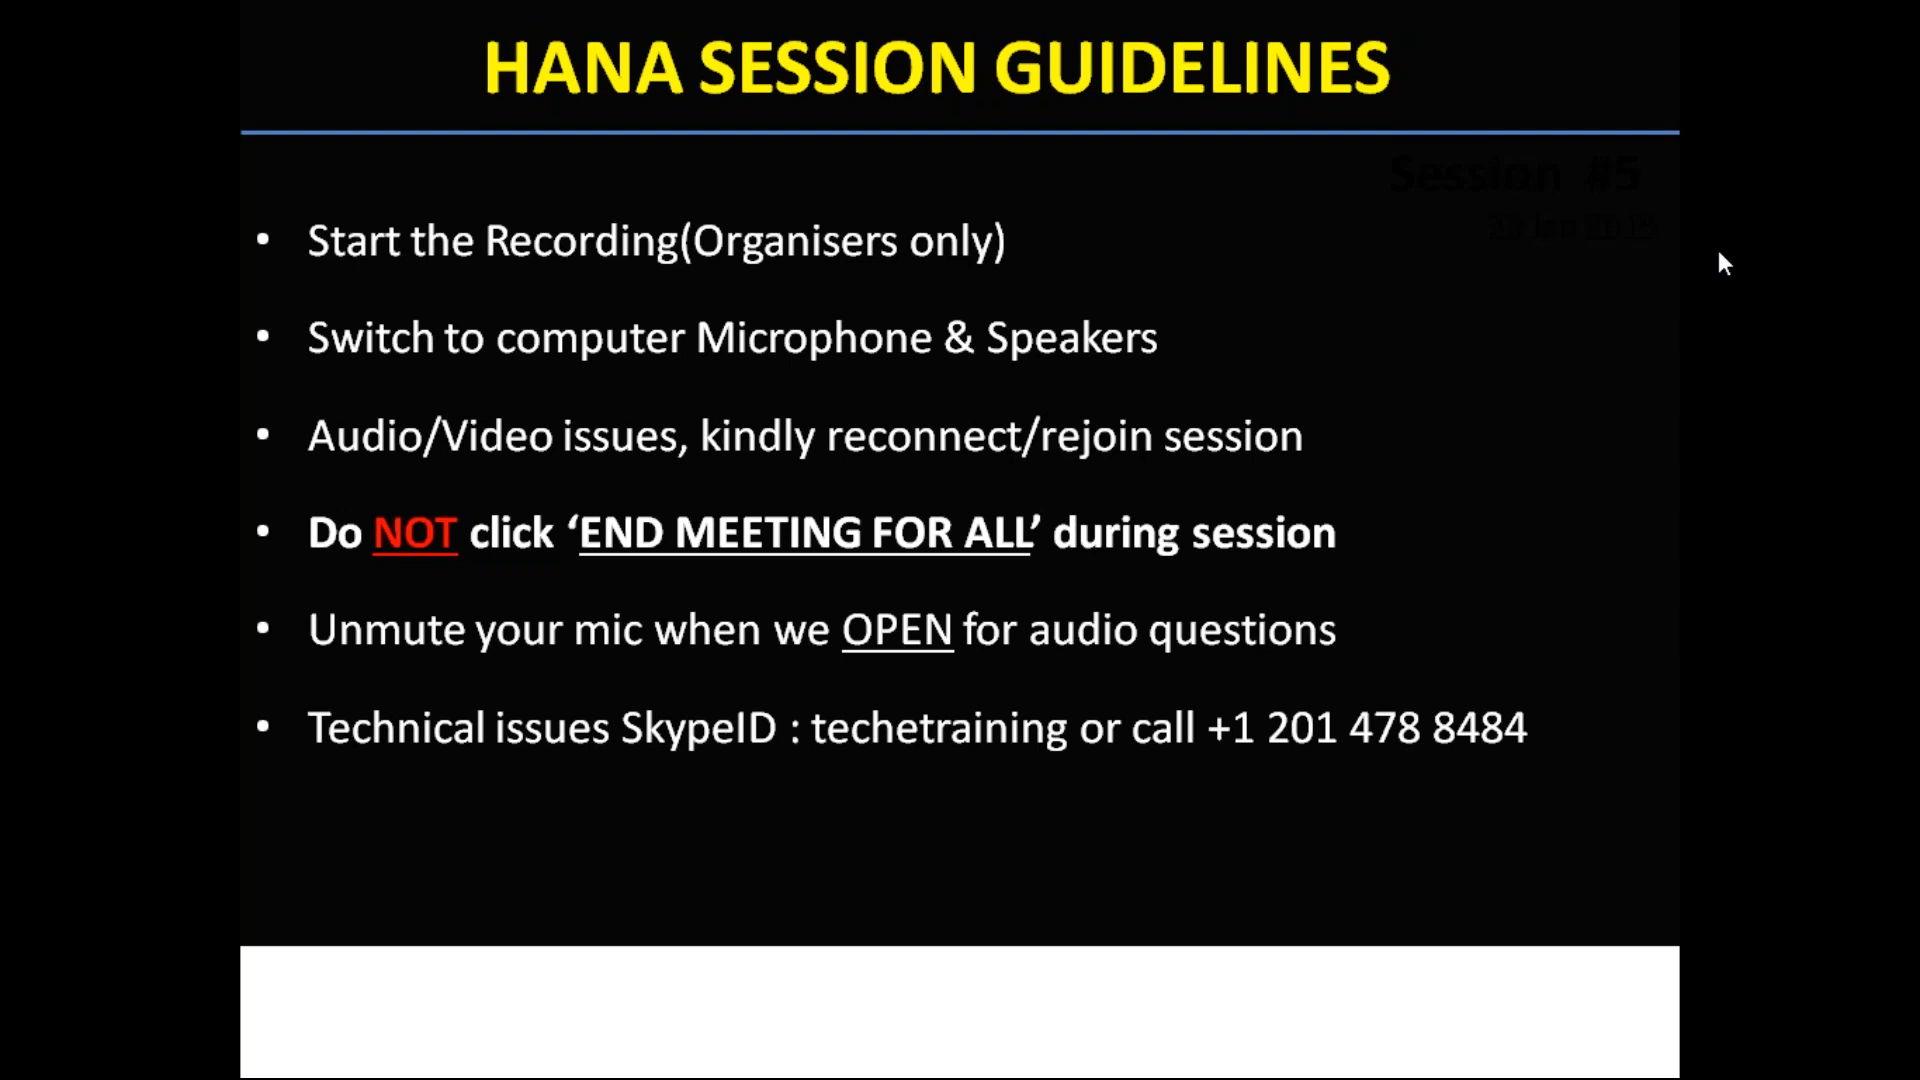 HANA SESSION GUIDELINES
Session #5
• Start the Recording(Organisers only)
• Switch to computer Microphone & Speakers
• Audio/Video issues, kindly reconnect/rejoin session
• Do NOT click ‘END MEETING FOR ALL’ during session
• Unmute your mic when we OPEN for audio questions
• Technical issues SkypeID : techetraining or call +1 201 478 8484